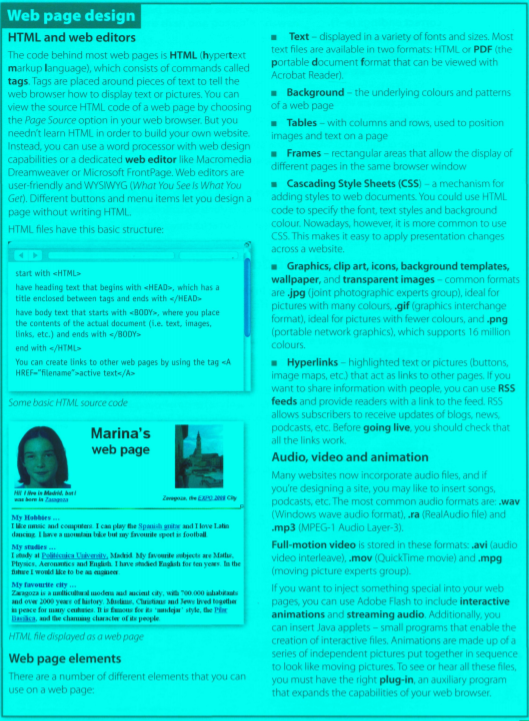 Web page design
HTML and web editors
The code behind most web pages is HTML (hypertext
markup language), which consists of commands called
tags. Tags are placed around pieces of text to tell the
web browser how to display text or pictures. You can
view the source HTML code of a web page by choosing
the Page Source option in your web browser. But you
needn't learn HTML in order to build your own website.
Instead, you can use a word processor with web design
capabilities or a dedicated web editor like Macromedia
Dreamweaver or Microsoft FrontPage. Web editors are
user-friendly and WYSIWYG (What You See Is What You
Get). Different buttons and menu items let you design a
page without writing HTML.
HTML files have this basic structure:
start with <HTML>
have heading text that begins with <HEAD>, which has a
title enclosed between tags and ends with </HEAD>
have body text that starts with <BODY>, where you place
the contents of the actual document (i.e. text, images,
links, etc.) and ends with </BODY>
end with </HTML>
You can create links to other web pages by using the tag <A
HREF="filename">active text</A>
Some basic HTML source code
Marina's
web page
Hi! I live in Madrid, but I
was born in Zaragoza
Zaragoza, the EXPO 2008 City
My Hobbies ...
I like music and computers. I can play the Spanish guitar and I love Latin
dancing. I have a mountain bike but my favourite sport is football.
My studies ...
I study at Politécnica University, Madrid. My favourite subjects are Maths,
Physics, Aeronautics and English. I have studied English for ten years. In the
future I would like to be an engineer.
My favourite city ...
Zaragoza is a multicultural modern and ancient city, with 700.000 inhabitants
and over 2000 years of history. Muslims, Christians and Jews lived together
in peace for many centuries. It is famous for its 'mudejar' style, the Pilar
Basilica, and the charming character of its people.
HTML file displayed as a web page
Web page elements
There are a number of different elements that you can
use on a web page:
■ Text – displayed in a variety of fonts and sizes. Most
text files are available in two formats: HTML or PDF (the
portable document format that can be viewed with
Acrobat Reader).
■ Background – the underlying colours and patterns
of a web page
■ Tables – with columns and rows, used to position
images and text on a page
■ Frames – rectangular areas that allow the display of
different pages in the same browser window
■ Cascading Style Sheets (CSS) – a mechanism for
adding styles to web documents. You could use HTML
code to specify the font, text styles and background
colour. Nowadays, however, it is more common to use
CSS. This makes it easy to apply presentation changes
across a website.
■ Graphics, clip art, icons, background templates,
wallpaper, and transparent images – common formats
are .jpg (joint photographic experts group), ideal for
pictures with many colours, .gif (graphics interchange
format), ideal for pictures with fewer colours, and .png
(portable network graphics), which supports 16 million
colours.
■ Hyperlinks – highlighted text or pictures (buttons,
image maps, etc.) that act as links to other pages. If you
want to share information with people, you can use RSS
feeds and provide readers with a link to the feed. RSS
allows subscribers to receive updates of blogs, news,
podcasts, etc. Before going live, you should check that
all the links work.
Audio, video and animation
Many websites now incorporate audio files, and if
you're designing a site, you may like to insert songs,
podcasts, etc. The most common audio formats are: .wav
(Windows wave audio format), .ra (RealAudio file) and
.mp3 (MPEG-1 Audio Layer-3).
Full-motion video is stored in these formats: .avi (audio
video interleave), .mov (QuickTime movie) and .mpg
(moving picture experts group).
If you want to inject something special into your web
pages, you can use Adobe Flash to include interactive
animations and streaming audio. Additionally, you
can insert Java applets – small programs that enable the
creation of interactive files. Animations are made up of a
series of independent pictures put together in sequence
to look like moving pictures. To see or hear all these files,
you must have the right plug-in, an auxiliary program
that expands the capabilities of your web browser.